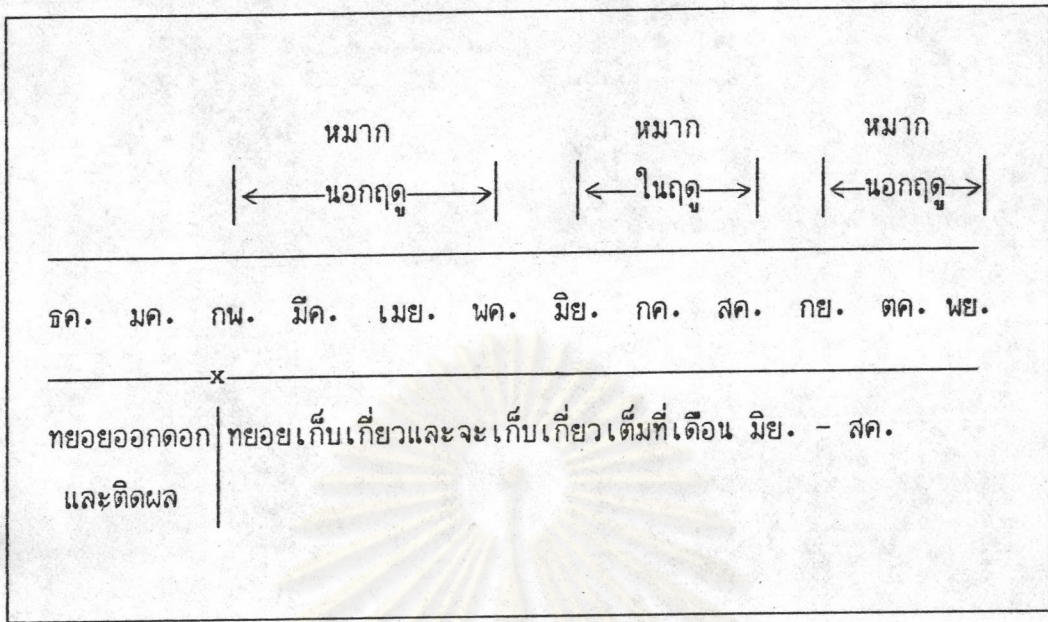 หมาก หมาก หมาก
นอกฤดู ในฤดู นอกฤดู
ธค. มค. กพ. มีค. เมย. พค. มิย. กค. สค. กย. ตค. พย.
x
ทยอยออกดอก ทยอยเก็บเกี่ยวและจะเก็บเกี่ยวเต็มที่เดือน มิย. - สค.
และติดผล